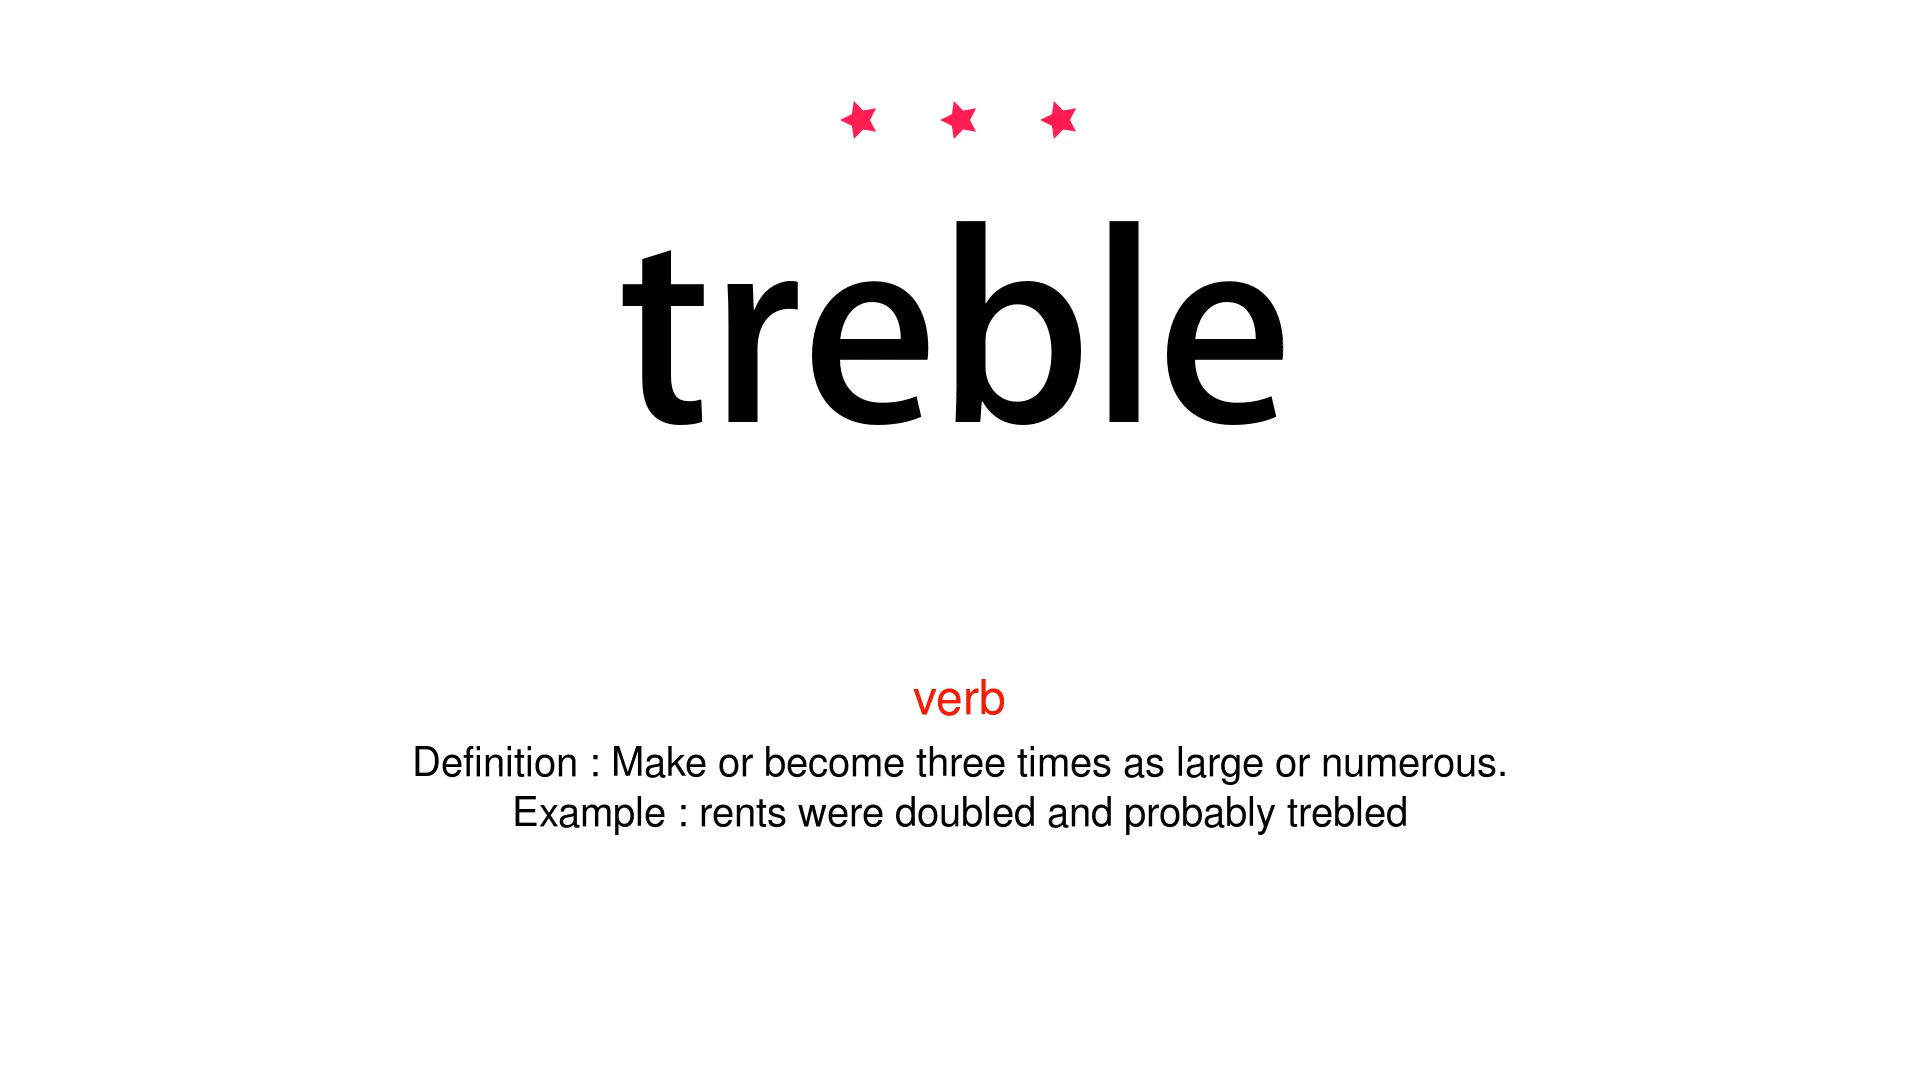 treble
verb
Definition : Make or become three times as large or numerous.
Example : rents were doubled and probably trebled